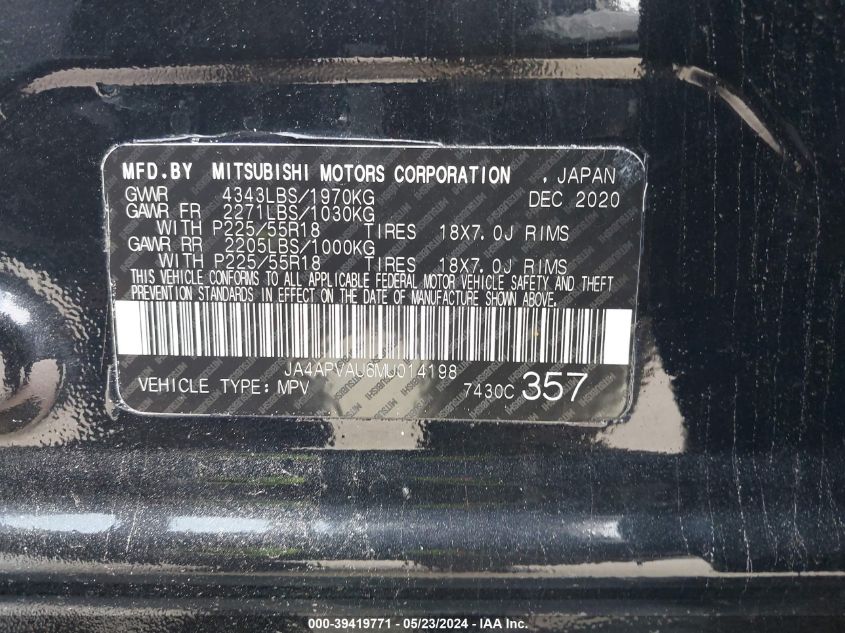 MFD.BY MITSUBISHI MOTORS CORPORATION . JAPAN
GVWR 4343LBS/1970KG DEC 2020
GAWR FR 2271LBS/1030KG
WITH P225/55R18 TIRES 18X7.0J RIMS
GAWR RR 2205LBS/1000KG
WITH P225/55R18 TIRES 18X7.0J RIMS
THIS VEHICLE CONFORMS TO ALL APPLICABLE FEDERAL MOTOR VEHICLE SAFETY AND THEFT
PREVENTION STANDARDS IN EFFECT ON THE DATE OF MANUFACTURE SHOWN ABOVE.
JA4APVAU6MU014198
VEHICLE TYPE: MPV 7430C 357
000-39419771 - 05/23/2024 - WWW.IAAI.COM